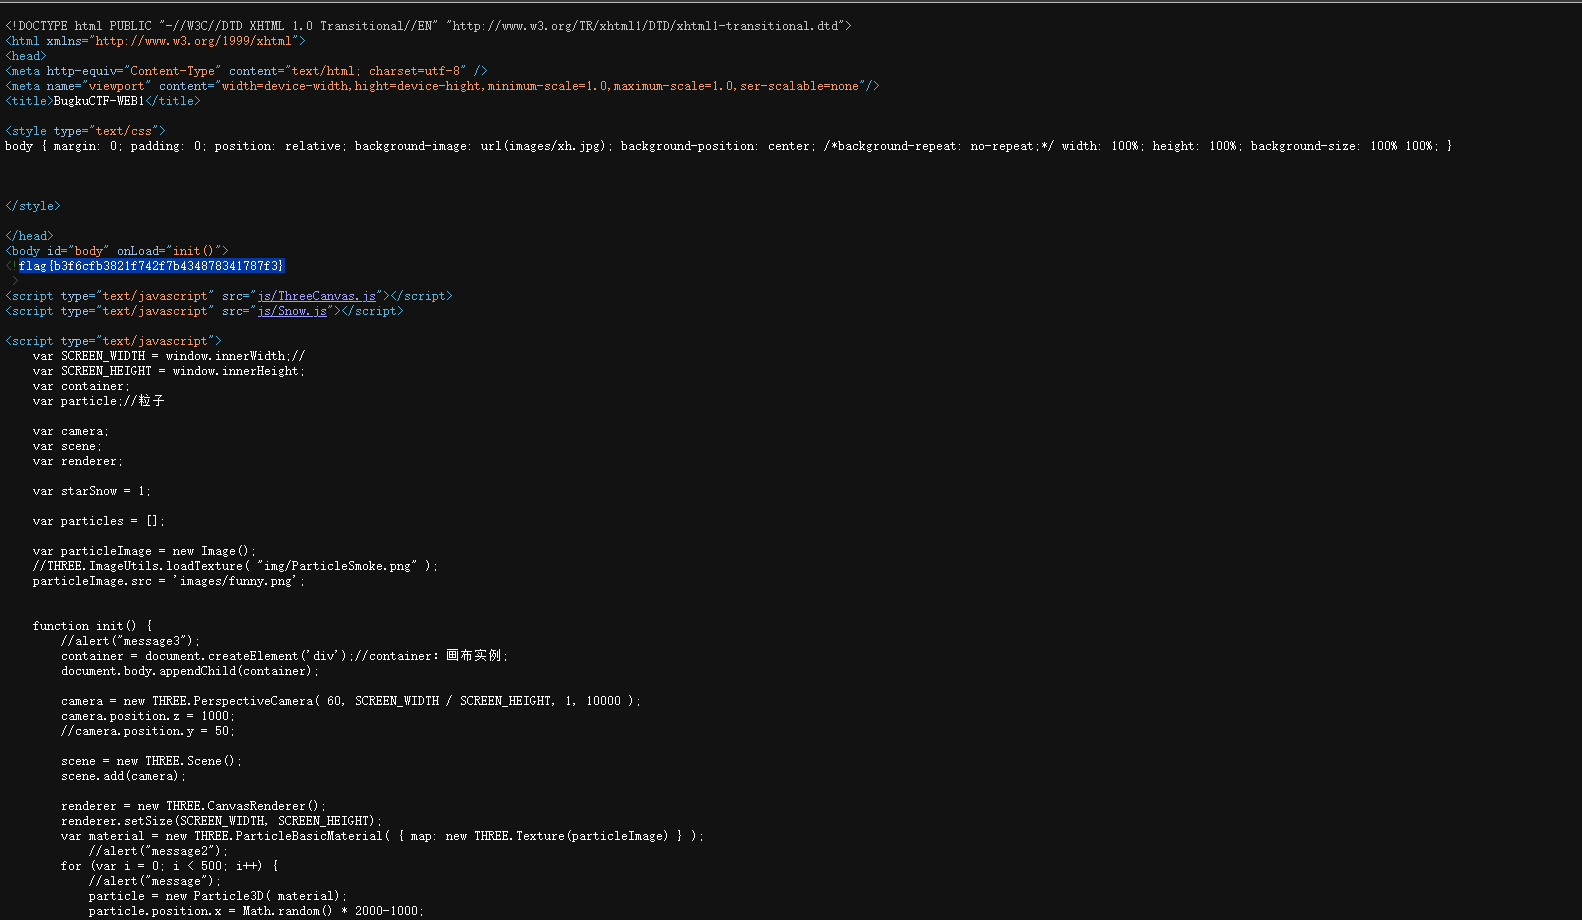 <!DOCTYPE html PUBLIC "-//W3C//DTD XHTML 1.0 Transitional//EN" "http://www.w3.org/TR/xhtml1/DTD/xhtml1-transitional.dtd">
<html xmlns="http://www.w3.org/1999/xhtml">
<head>
<meta http-equiv="Content-Type" content="text/html; charset=utf-8" />
<meta name="viewport" content="width=device-width,hight=device-hight,minimum-scale=1.0,maximum-scale=1.0,ser-scalable=none"/>
<title>BugkuCTF-WEB1</title>
<style type="text/css">
body { margin: 0; padding: 0; position: relative; background-image: url(images/xh.jpg); background-position: center; /*background-repeat: no-repeat;*/ width: 100%; height: 100%; background-size: 100% 100%; }
</style>
</head>
<body id="body" onLoad="init()">
<!flag{b3f6cfb3821f742f7b434878341787f3}
>
<script type="text/javascript" src="js/ThreeCanvas.js"></script>
<script type="text/javascript" src="js/Snow.js"></script>
<script type="text/javascript">
var SCREEN_WIDTH = window.innerWidth;//
var SCREEN_HEIGHT = window.innerHeight;
var container;
var particle;//粒子
var camera;
var scene;
var renderer;
var starSnow = 1;
var particles = [];
var particleImage = new Image();
//THREE.ImageUtils.loadTexture( "img/ParticleSmoke.png" );
particleImage.src = 'images/funny.png';
function init() {
//alert("message3");
container = document.createElement('div');//container：画布实例;
document.body.appendChild(container);
camera = new THREE.PerspectiveCamera( 60, SCREEN_WIDTH / SCREEN_HEIGHT, 1, 10000 );
camera.position.z = 1000;
//camera.position.y = 50;
scene = new THREE.Scene();
scene.add(camera);
renderer = new THREE.CanvasRenderer();
renderer.setSize(SCREEN_WIDTH, SCREEN_HEIGHT);
var material = new THREE.ParticleBasicMaterial( { map: new THREE.Texture(particleImage) } );
//alert("message2");
for (var i = 0; i < 500; i++) {
//alert("message");
particle = new Particle3D( material);
particle.position.x = Math.random() * 2000-1000;